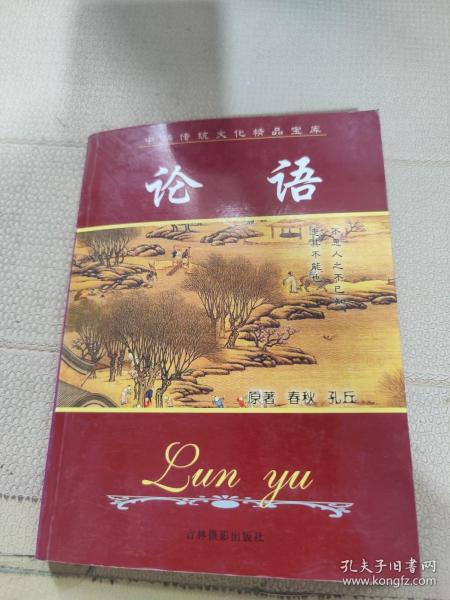 中华传统文化精品宝库
论语
不患人之不己知
患其不能也
原著 春秋 孔丘
Lun yu
吉林摄影出版社
孔夫子旧书网
www.kongfz.com